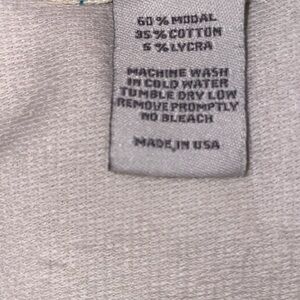 60% MODAL
35% COTTON
5% LYCRA
MACHINE WASH
IN COLD WATER
TUMBLE DRY LOW
REMOVE PROMPTLY
NO BLEACH
MADE IN USA